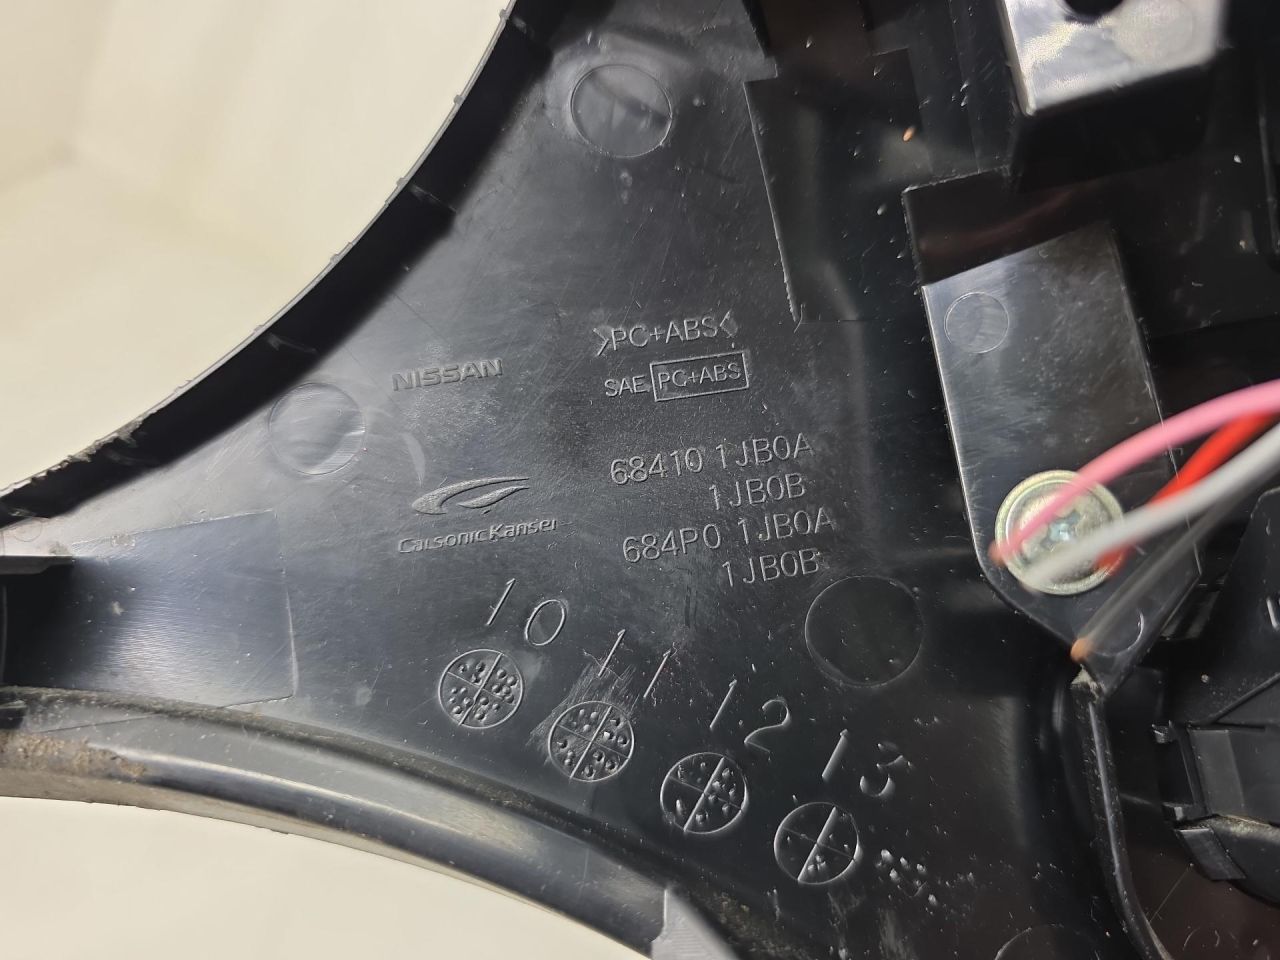 >PC+ABS<
NISSAN
SAE PC+ABS
68410 1JB0A
1JB0B
CalsonicKansei
684P0 1JB0A
1JB0B
10 11 12 13